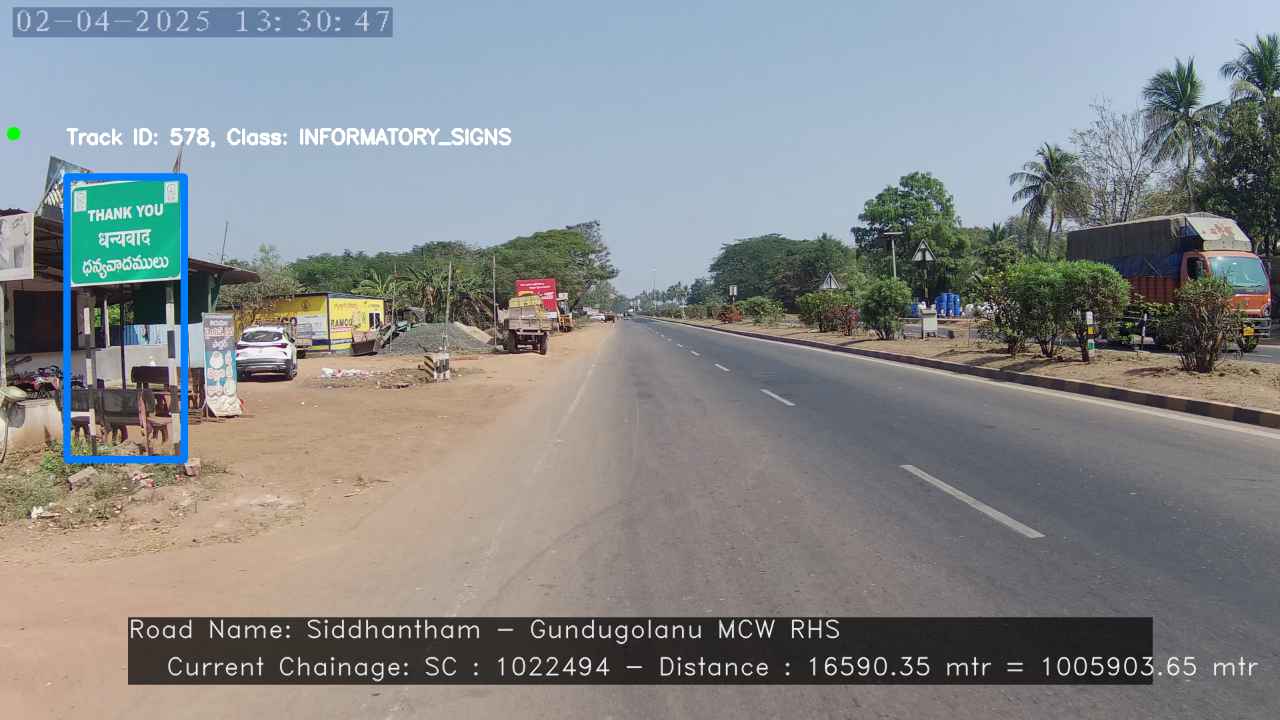 02-04-2025 13:30:47
Track ID: 578, Class: INFORMATORY_SIGNS
THANK YOU
धन्यवाद
ధన్యవాదములు
RAMCO
Road Name: Siddhantham - Gundugolanu MCW RHS
Current Chainage: SC : 1022494 - Distance : 16590.35 mtr = 1005903.65 mtr